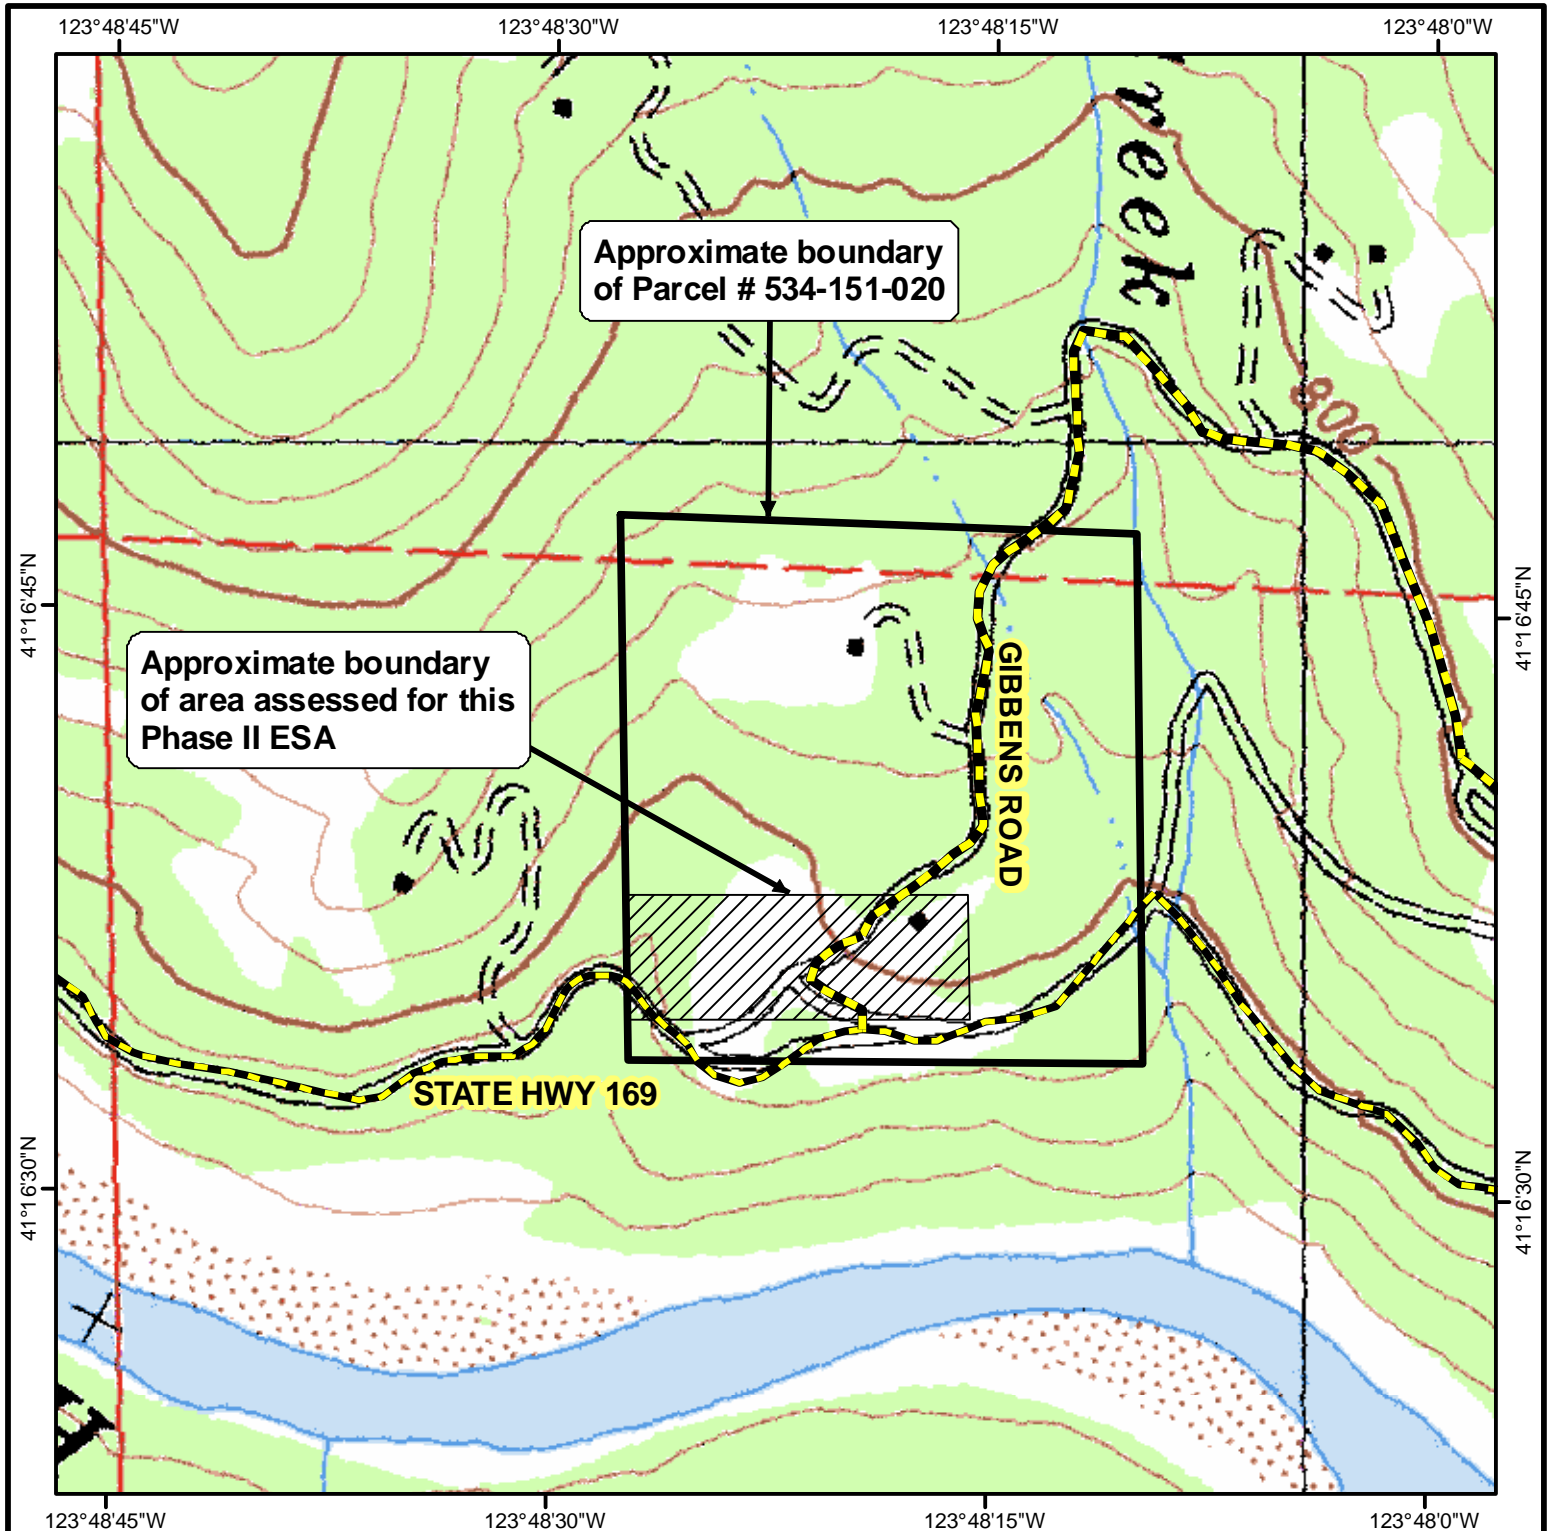 123°48'45"W
123°48'30"W
123°48'15"W
123°48'0"W
reek
Approximate boundary
of Parcel # 534-151-020
800
41°16'45"N
41°16'45"N
Approximate boundary
of area assessed for this
Phase II ESA
GIBBENS ROAD
STATE HWY 169
41°16'30"N
41°16'30"N
123°48'45"W
123°48'30"W
123°48'15"W
123°48'0"W